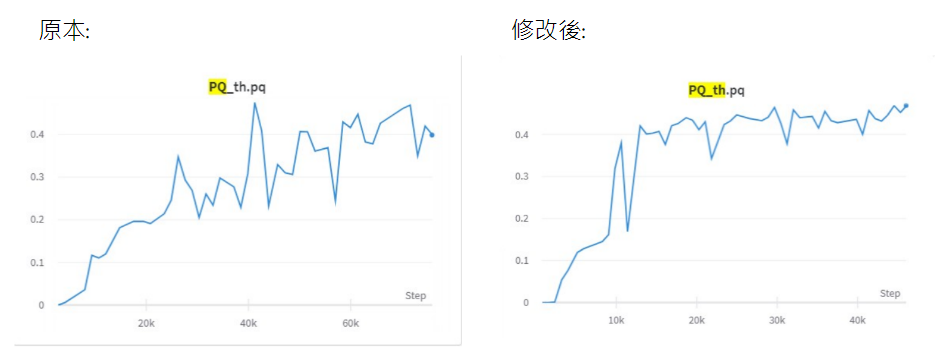 原本:
修改後:
PQ_th.pq
0.4
0.3
0.2
0.1
0
Step
20k
40k
60k
PQ_th.pq
0.4
0.3
0.2
0.1
0
Step
10k
20k
30k
40k